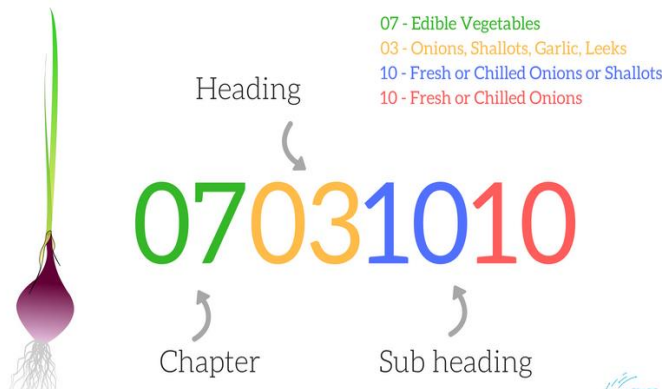 07 - Edible Vegetables
03 - Onions, Shallots, Garlic, Leeks
10 - Fresh or Chilled Onions or Shallots
10 - Fresh or Chilled Onions
Heading
07031010
Chapter
Sub heading